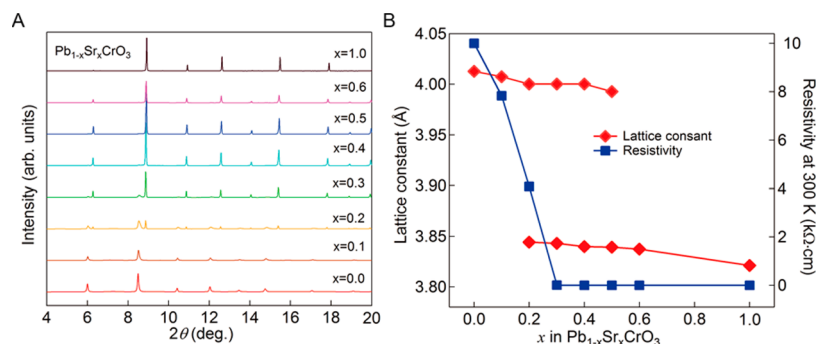 A
Pb1-xSrxCrO3
x=1.0
x=0.6
x=0.5
x=0.4
x=0.3
x=0.2
x=0.1
x=0.0
Intensity (arb. units)
4 6 8 10 12 14 16 18 20
2θ (deg.)
B
4.05
4.00
3.95
3.90
3.85
3.80
Lattice constant (Å)
Lattice consant
Resistivity
10
8
6
4
2
0
Resistivity at 300 K (kΩ·cm)
0.0 0.2 0.4 0.6 0.8 1.0
x in Pb1-xSrxCrO3